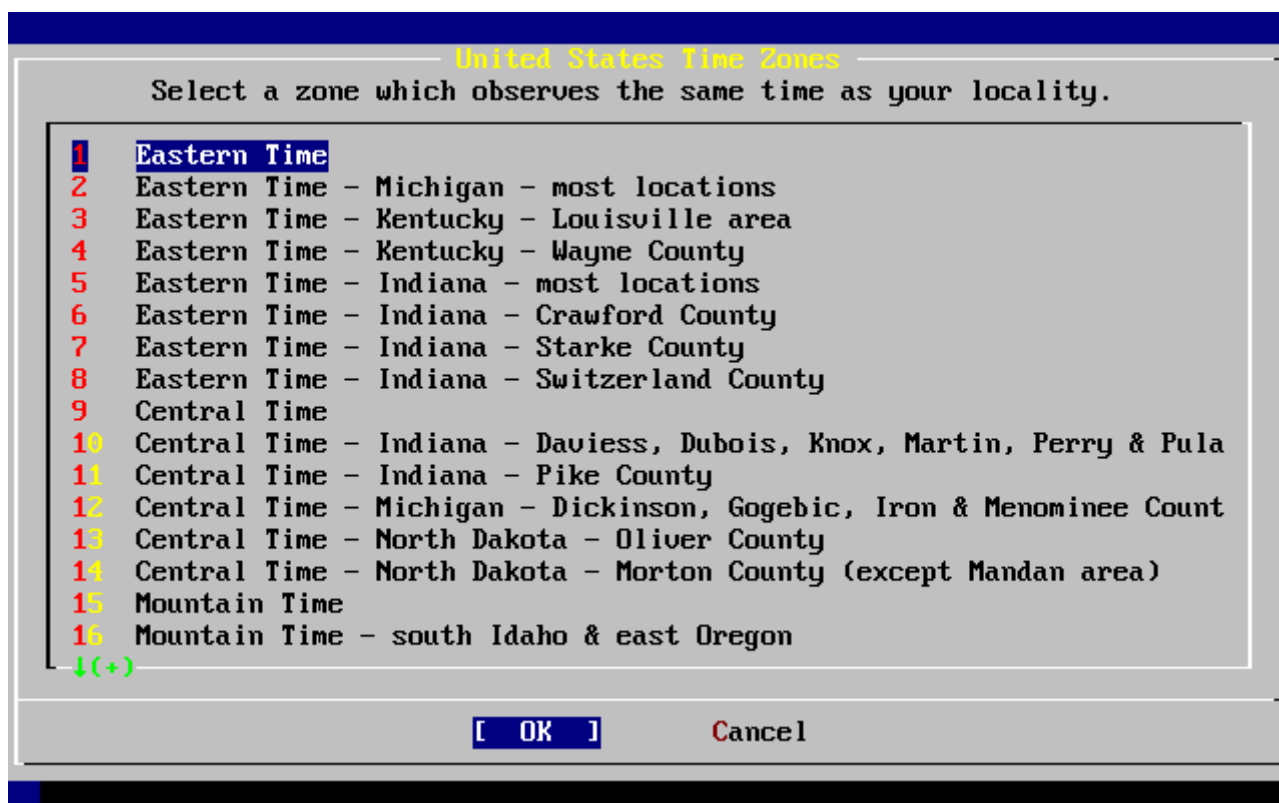 United States Time Zones
Select a zone which observes the same time as your locality.
1 Eastern Time
2 Eastern Time - Michigan - most locations
3 Eastern Time - Kentucky - Louisville area
4 Eastern Time - Kentucky - Wayne County
5 Eastern Time - Indiana - most locations
6 Eastern Time - Indiana - Crawford County
7 Eastern Time - Indiana - Starke County
8 Eastern Time - Indiana - Switzerland County
9 Central Time
10 Central Time - Indiana - Daviess, Dubois, Knox, Martin, Perry & Pula
11 Central Time - Indiana - Pike County
12 Central Time - Michigan - Dickinson, Gogebic, Iron & Menominee Count
13 Central Time - North Dakota - Oliver County
14 Central Time - North Dakota - Morton County (except Mandan area)
15 Mountain Time
16 Mountain Time - south Idaho & east Oregon
↓(+)
[ OK ] Cancel